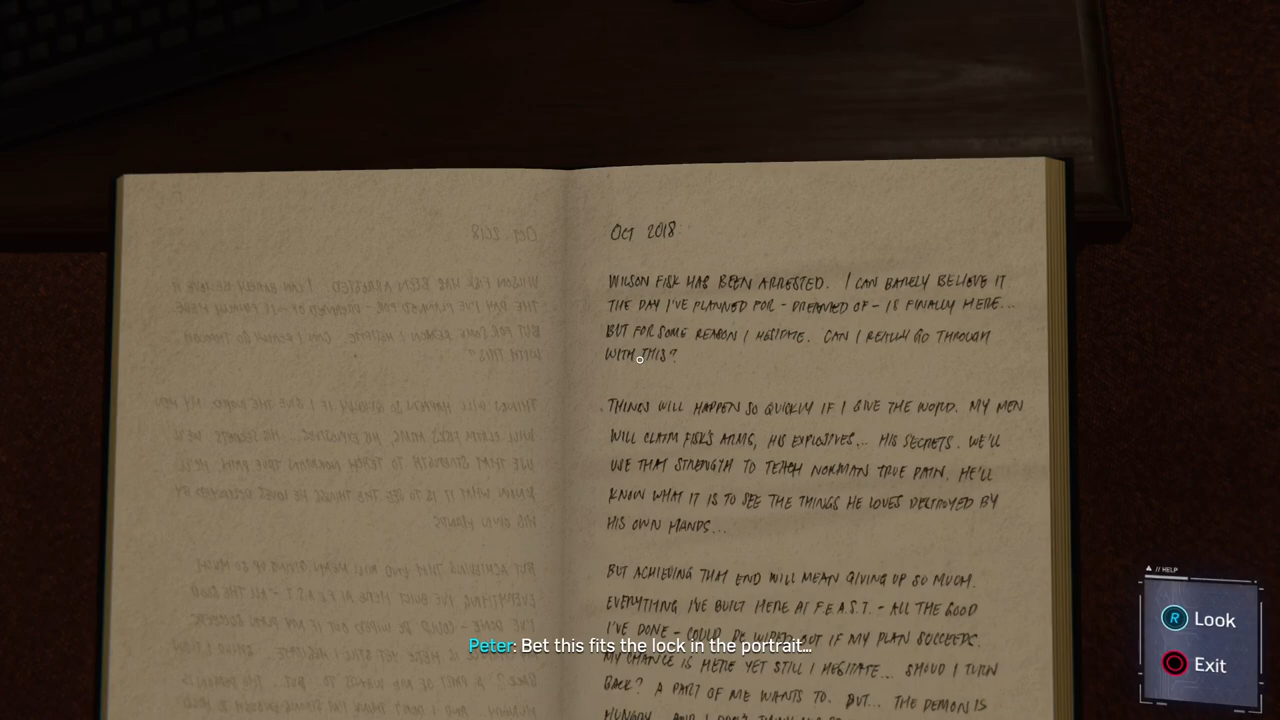 OCT 2018
WILSON FISK HAS BEEN ARRESTED. I CAN BARELY BELIEVE IT
THE DAY I'VE PLANNED FOR - DREAMED OF - IS FINALLY HERE...
BUT FOR SOME REASON I HESITATE. CAN I REALLY GO THROUGH
WITH THIS?
THINGS WILL HAPPEN SO QUICKLY IF I GIVE THE WORD. MY MEN
WILL CLAIM FISK'S ARMS, HIS EXPLOSIVES... HIS SECRETS. WE'LL
USE THAT STRENGTH TO TEACH NORMAN TRUE PAIN. HE'LL
KNOW WHAT IT IS TO SEE THE THINGS HE LOVES DESTROYED BY
HIS OWN HANDS...
BUT ACHIEVING THAT END WILL MEAN GIVING UP SO MUCH.
EVERYTHING I'VE BUILT HERE AT F.E.A.S.T. - ALL THE GOOD
I'VE DONE - COULD BE WIPED OUT IF MY PLAN SUCCEEDS.
Peter: Bet this fits the lock in the portrait...
MY CHANCE IS HERE YET STILL I HESITATE... SHOULD I TURN
BACK? A PART OF ME WANTS TO. BUT... THE DEMON IS
HUNGRY. AND I DON'T THINK
// HELP
R Look
Exit